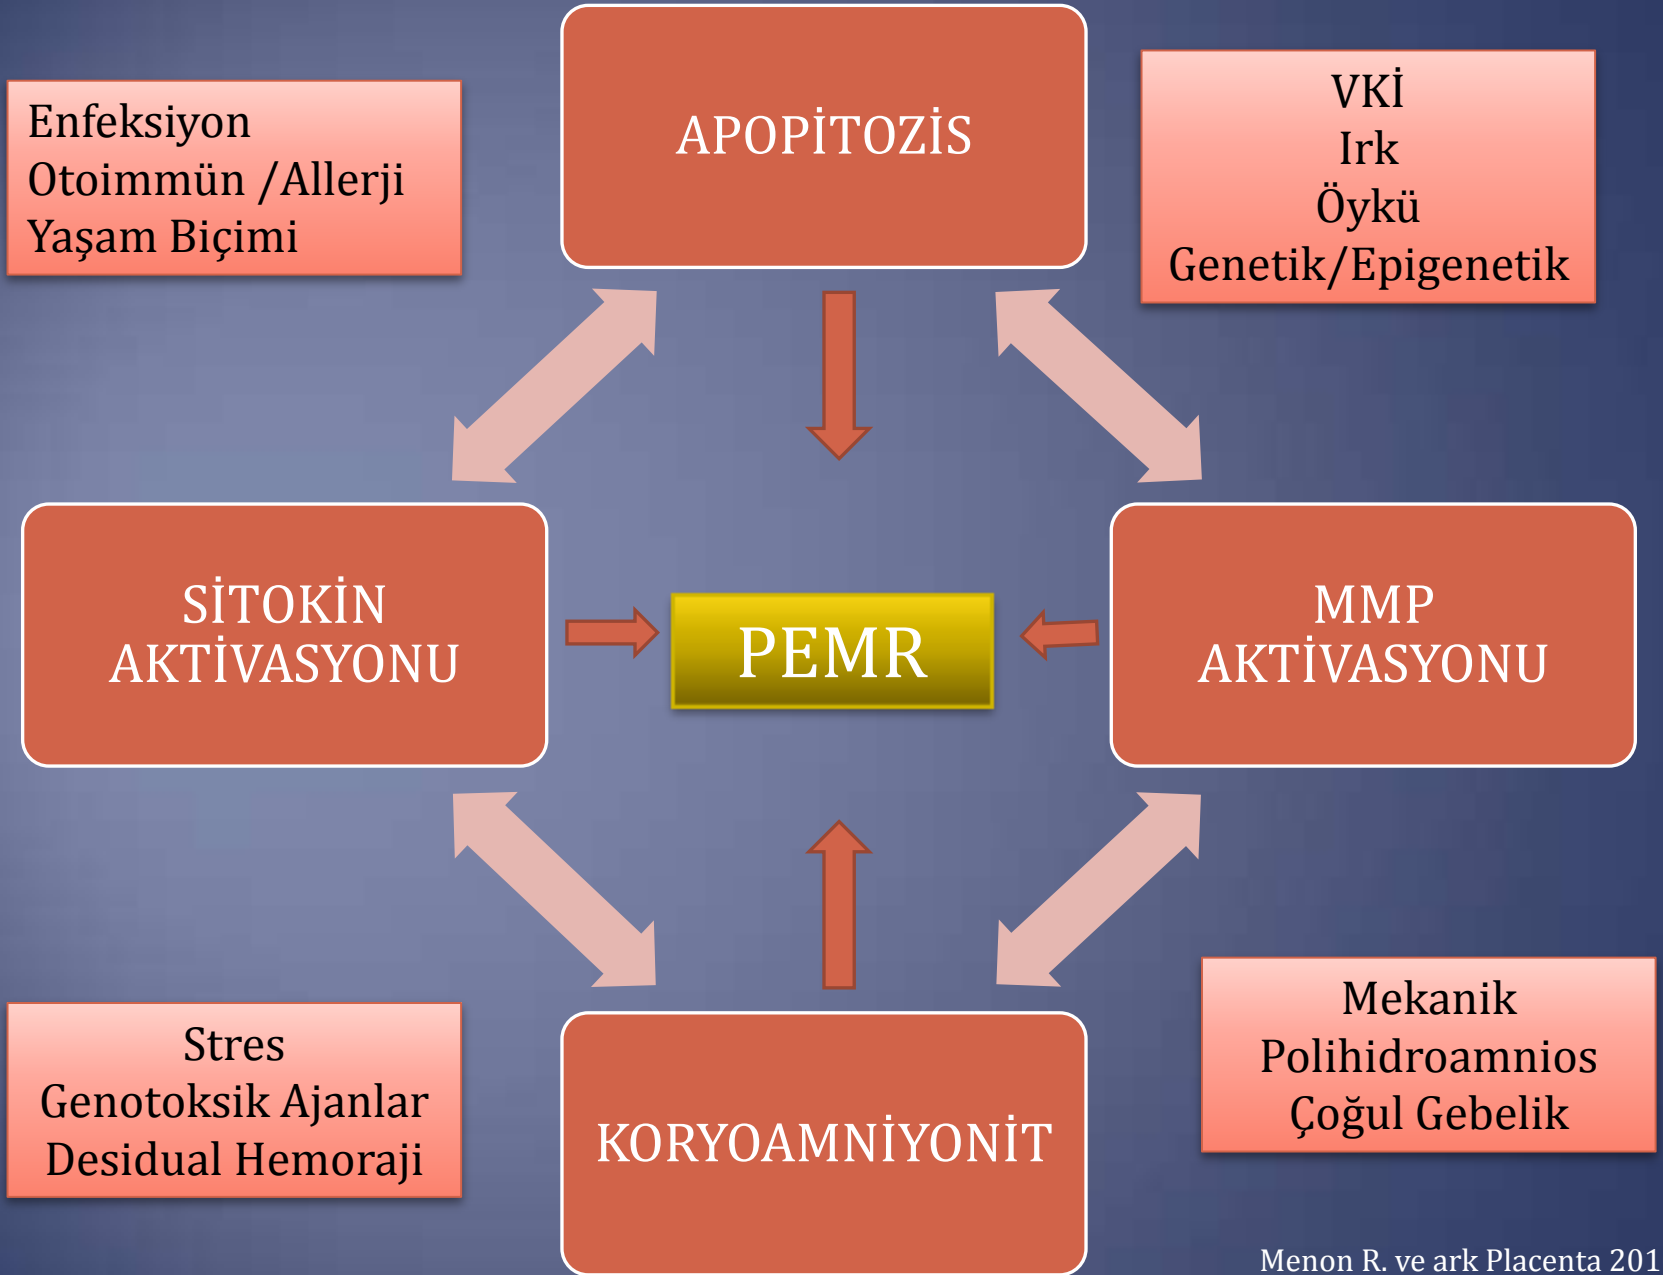 APOPİTOZİS
Enfeksiyon
Otoimmün /Allerji
Yaşam Biçimi
VKİ
Irk
Öykü
Genetik/Epigenetik
SİTOKİN
AKTİVASYONU
PEMR
MMP
AKTİVASYONU
Stres
Genotoksik Ajanlar
Desidual Hemoraji
KORYOAMNİYONİT
Mekanik
Polihidroamnios
Çoğul Gebelik
Menon R. ve ark Placenta 201